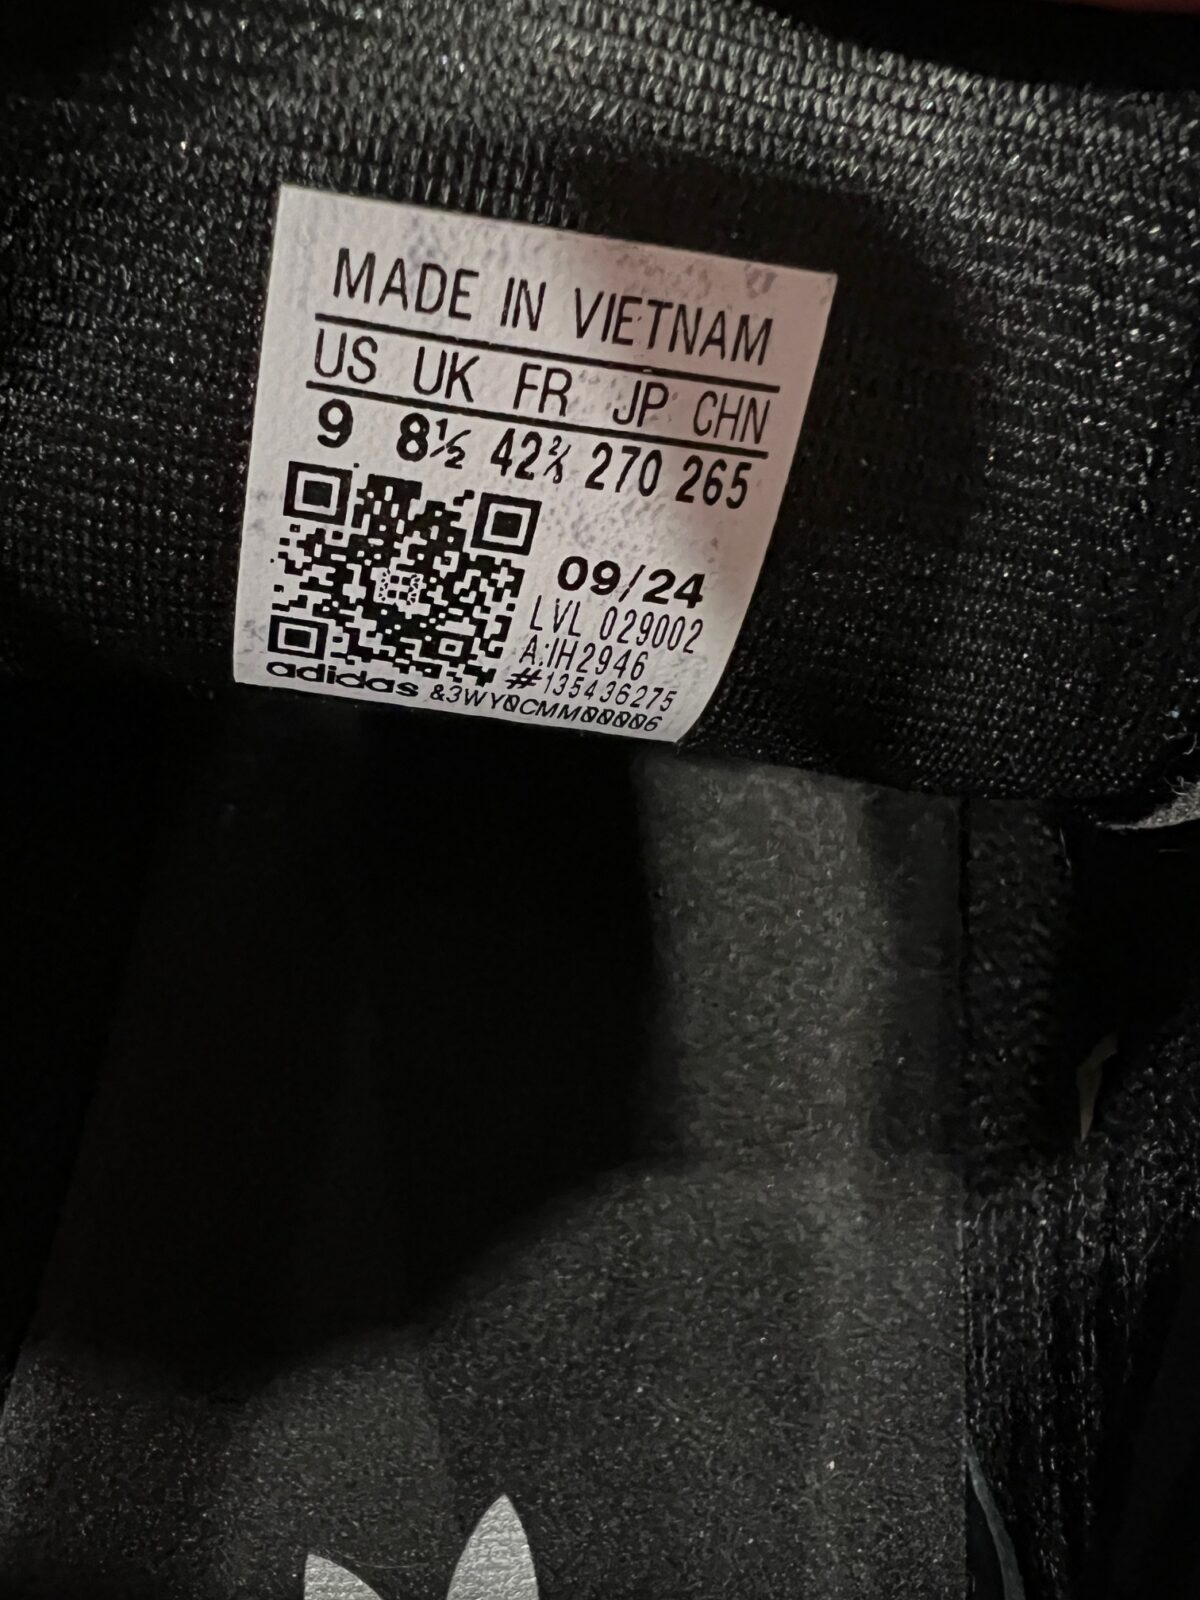 MADE IN VIETNAM
US UK FR JP CHN
9 8½ 42⅔ 270 265
09/24
LVL 029002
A:IH2946
#135436275
adidas &3WY0CMM00006